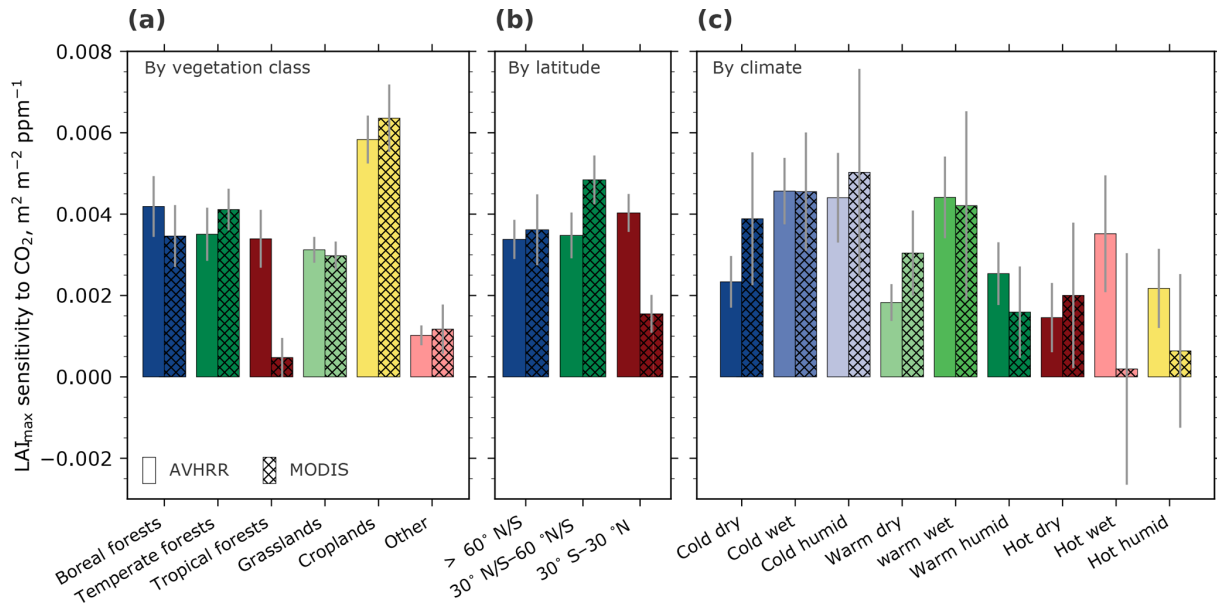 (a)
(b)
(c)
By vegetation class
By latitude
By climate
LAImax sensitivity to CO2, m² m⁻² ppm⁻¹
0.008
0.006
0.004
0.002
0.000
−0.002
AVHRR
MODIS
Boreal forests
Temperate forests
Tropical forests
Grasslands
Croplands
Other
> 60° N/S
30° N/S–60° N/S
30° S–30° N
Cold dry
Cold wet
Cold humid
Warm dry
warm wet
Warm humid
Hot dry
Hot wet
Hot humid